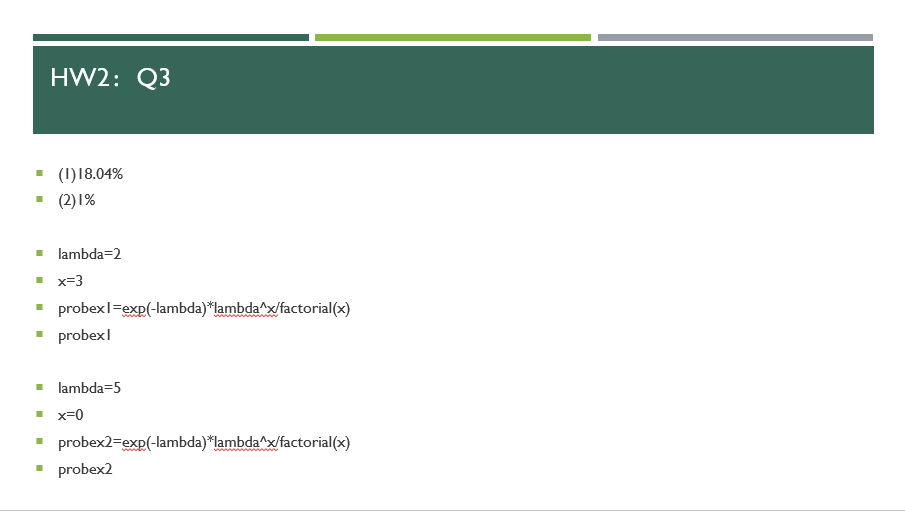 HW2： Q3
(1)18.04%
(2)1%
lambda=2
x=3
probex1=exp(-lambda)*lambda^x/factorial(x)
probex1
lambda=5
x=0
probex2=exp(-lambda)*lambda^x/factorial(x)
probex2